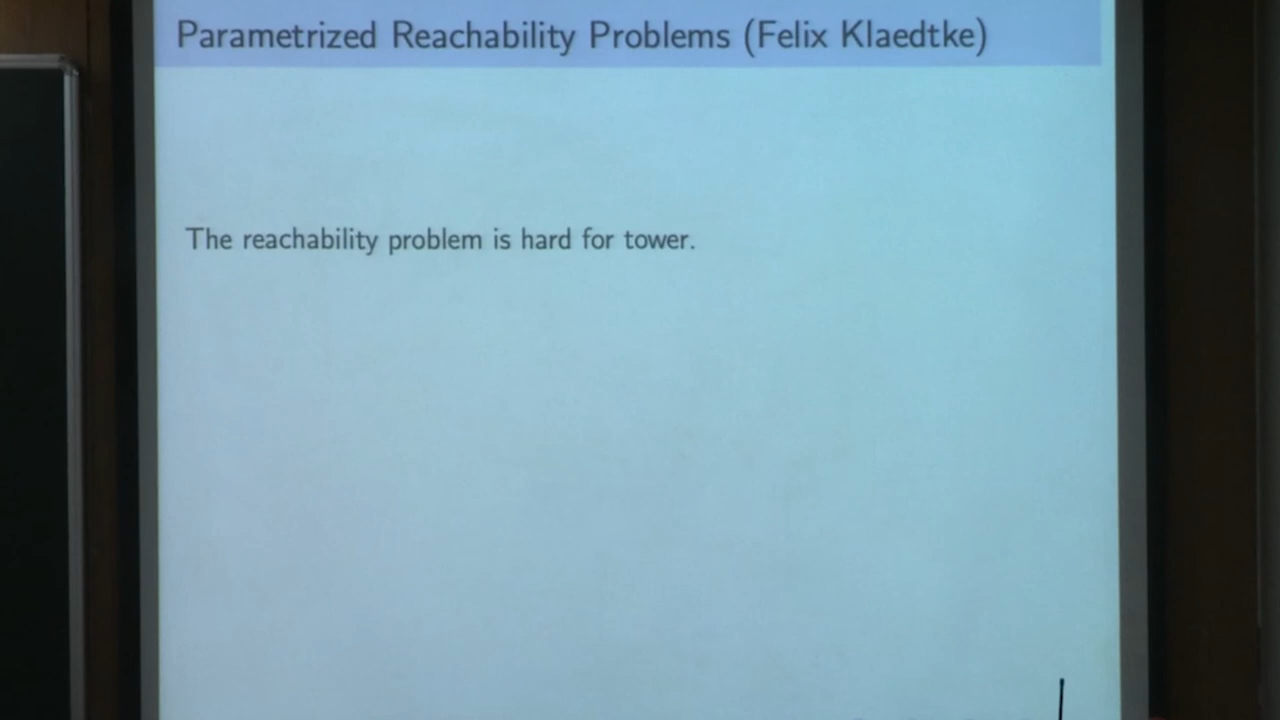 Parametrized Reachability Problems (Felix Klaedtke)
The reachability problem is hard for tower.